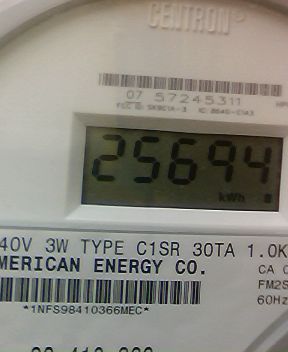 CENTRON®
07 57245311
25694
kWh
40V 3W TYPE C1SR 30TA 1.0K
MERICAN ENERGY CO.
CA 0
FM2S
60Hz
*1NFS98410366MEC*